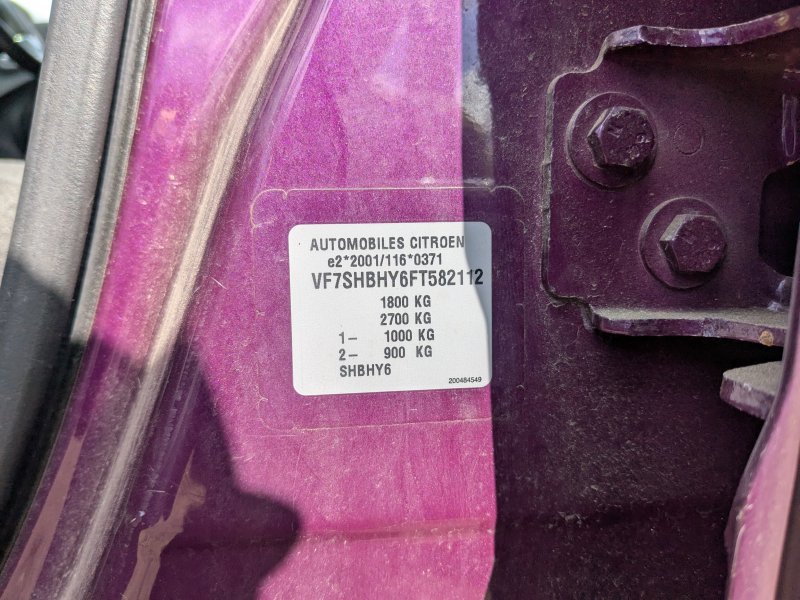 AUTOMOBILES CITROEN
e2*2001/116*0371
VF7SHBHY6FT582112
1800 KG
2700 KG
1– 1000 KG
2– 900 KG
SHBHY6
200484549